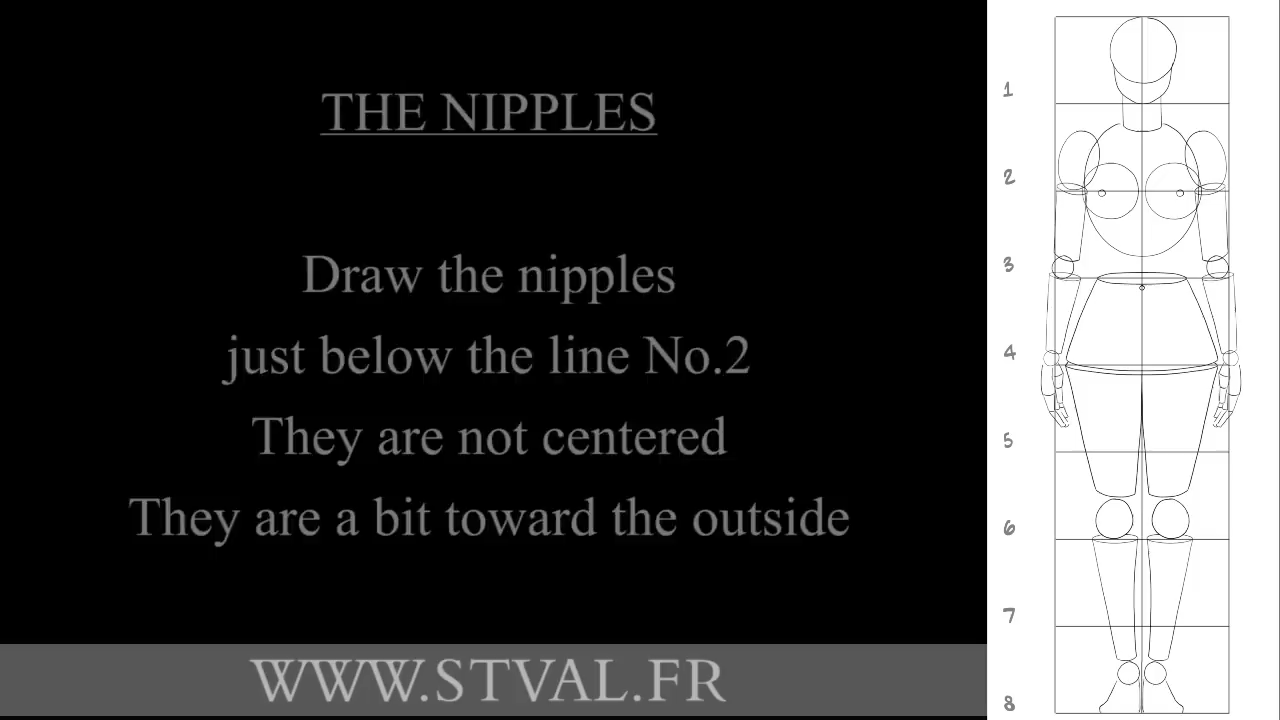 THE NIPPLES
Draw the nipples
just below the line No.2
They are not centered
They are a bit toward the outside
WWW.STVAL.FR
1
2
3
4
5
6
7
8